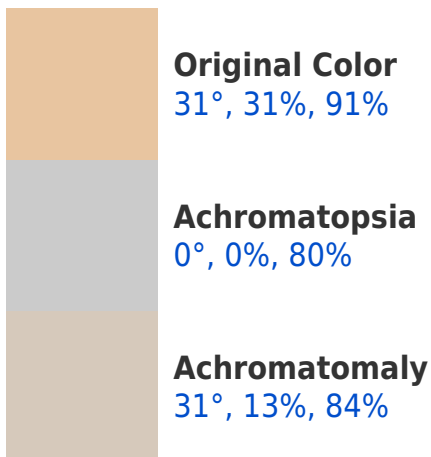 Original Color
31°, 31%, 91%
Achromatopsia
0°, 0%, 80%
Achromatomaly
31°, 13%, 84%